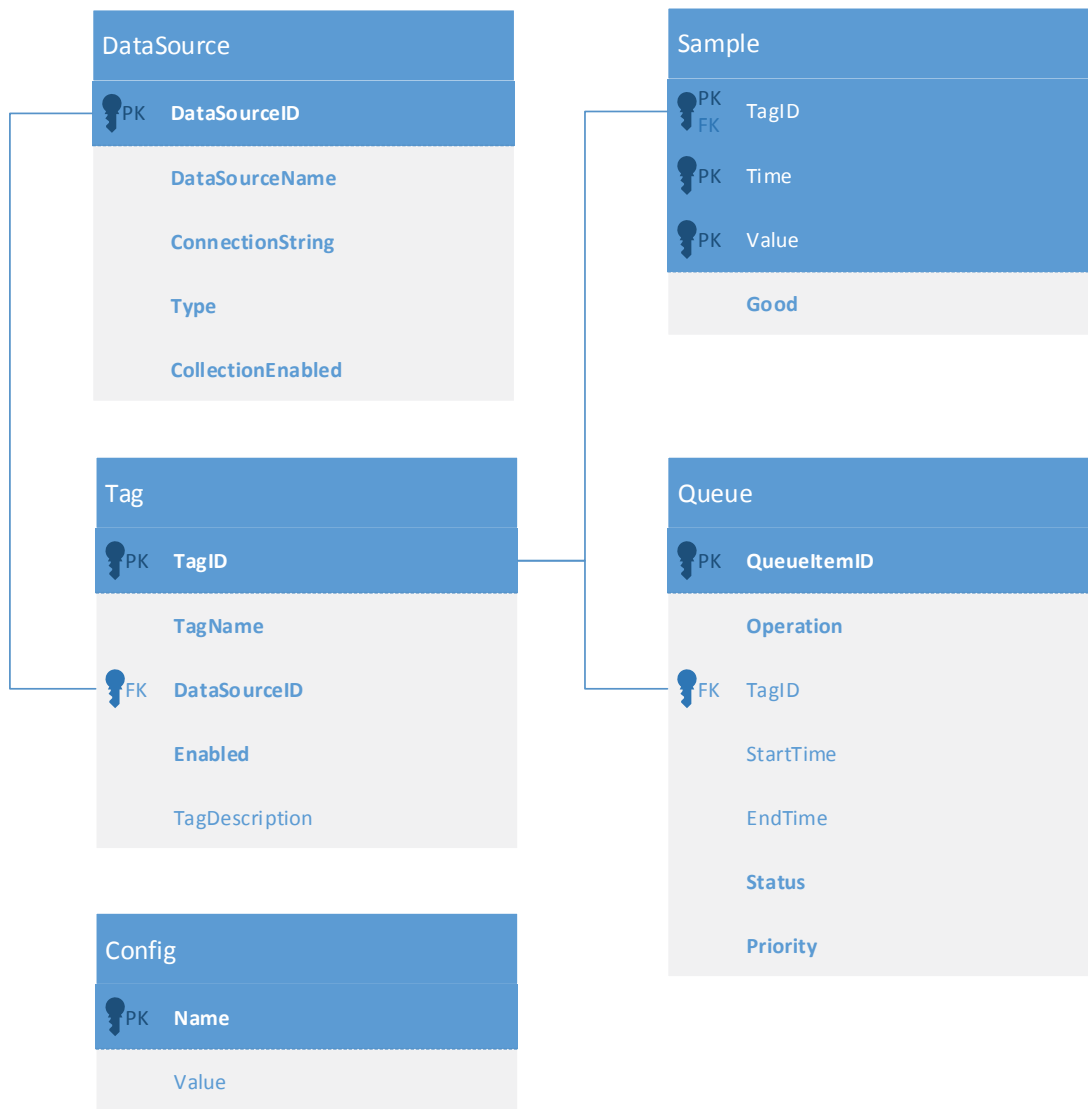 DataSource
PK DataSourceID
DataSourceName
ConnectionString
Type
CollectionEnabled
Sample
PK
FK TagID
PK Time
PK Value
Good
Tag
PK TagID
TagName
FK DataSourceID
Enabled
TagDescription
Queue
PK QueueItemID
Operation
FK TagID
StartTime
EndTime
Status
Priority
Config
PK Name
Value